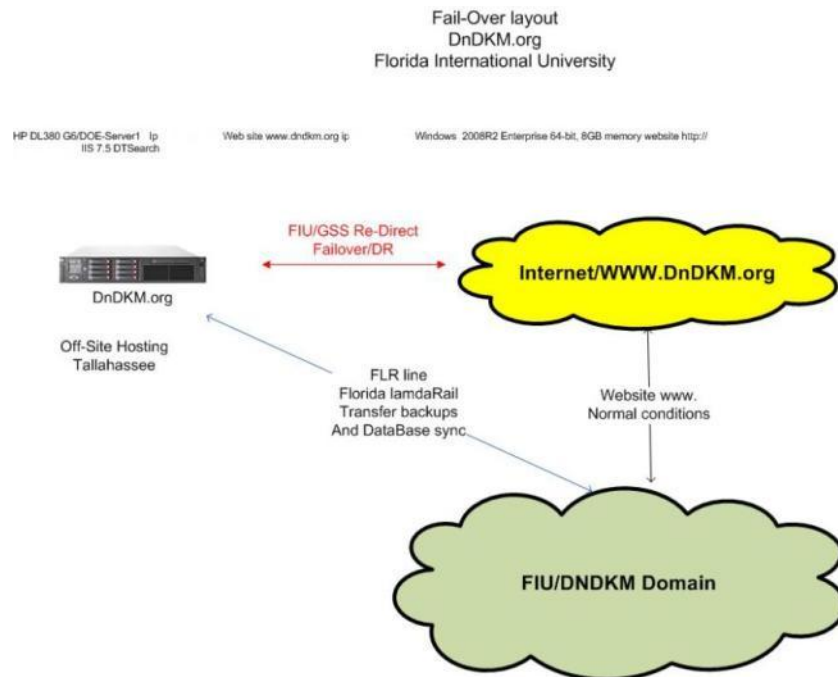 Fail-Over layout
DnDKM.org
Florida International University
HP DL380 G6/DOE-Server1 Ip
IIS 7.5 DTSearch
Web site www.dndkm.org ip
Windows 2008R2 Enterprise 64-bit, 8GB memory website http://
FIU/GSS Re-Direct
Failover/DR
Internet/WWW.DnDKM.org
DnDKM.org
Off-Site Hosting
Tallahassee
FLR line
Florida lamdaRail
Transfer backups
And DataBase sync
Website www.
Normal conditions
FIU/DNDKM Domain